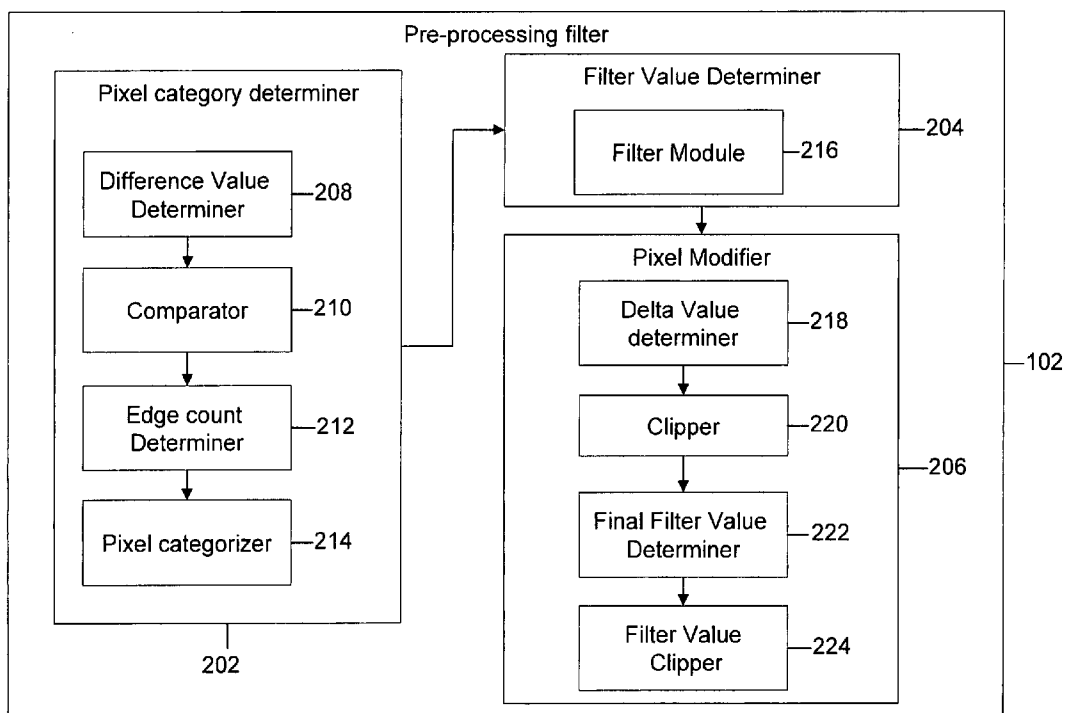 Pre-processing filter
Pixel category determiner
Difference Value
Determiner
208
Comparator
210
Edge count
Determiner
212
Pixel categorizer
214
202
Filter Value Determiner
204
Filter Module
216
Pixel Modifier
Delta Value
determiner
218
Clipper
220
206
Final Filter Value
Determiner
222
Filter Value
Clipper
224
102